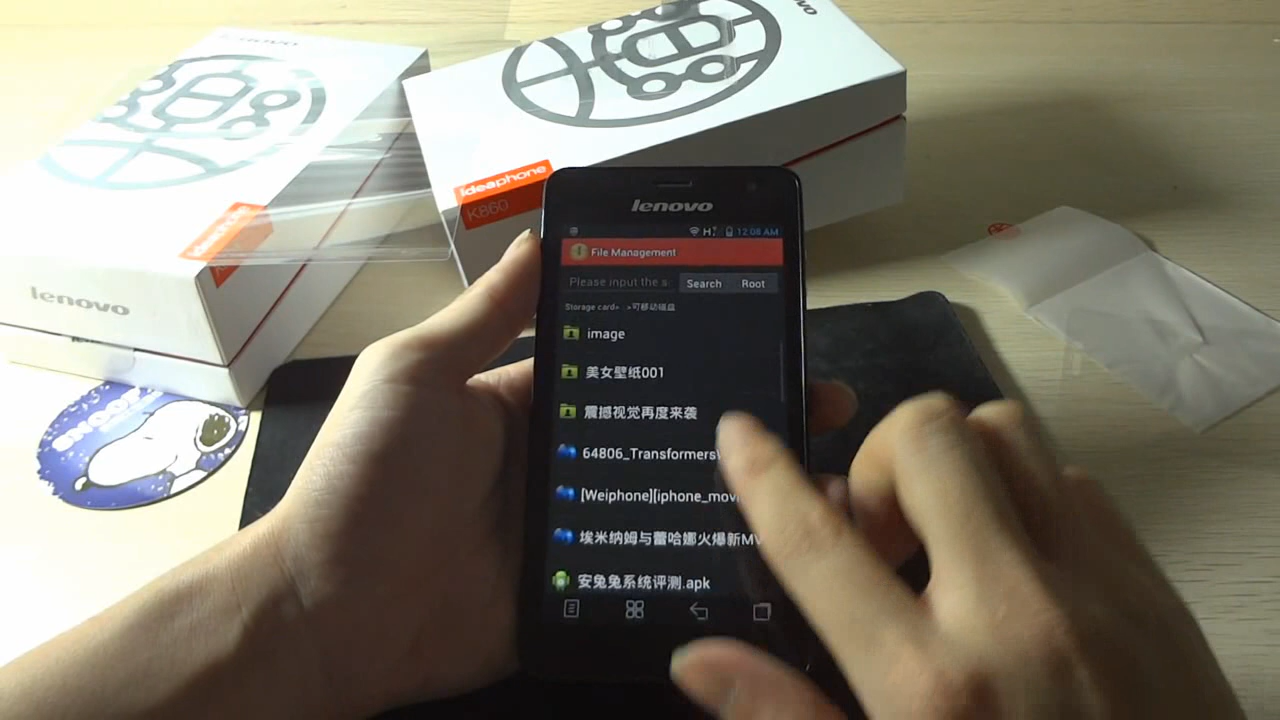 lenovo
ideaphone
K860
lenovo
SNOOPY
lenovo
12:08 AM
File Management
Please input the s
Search
Root
Storage card> >可移动磁盘
image
美女壁纸001
震撼视觉再度来袭
64806_Transformers
[Weiphone][iphone_movi
埃米纳姆与蕾哈娜火爆新MV
安兔兔系统评测.apk